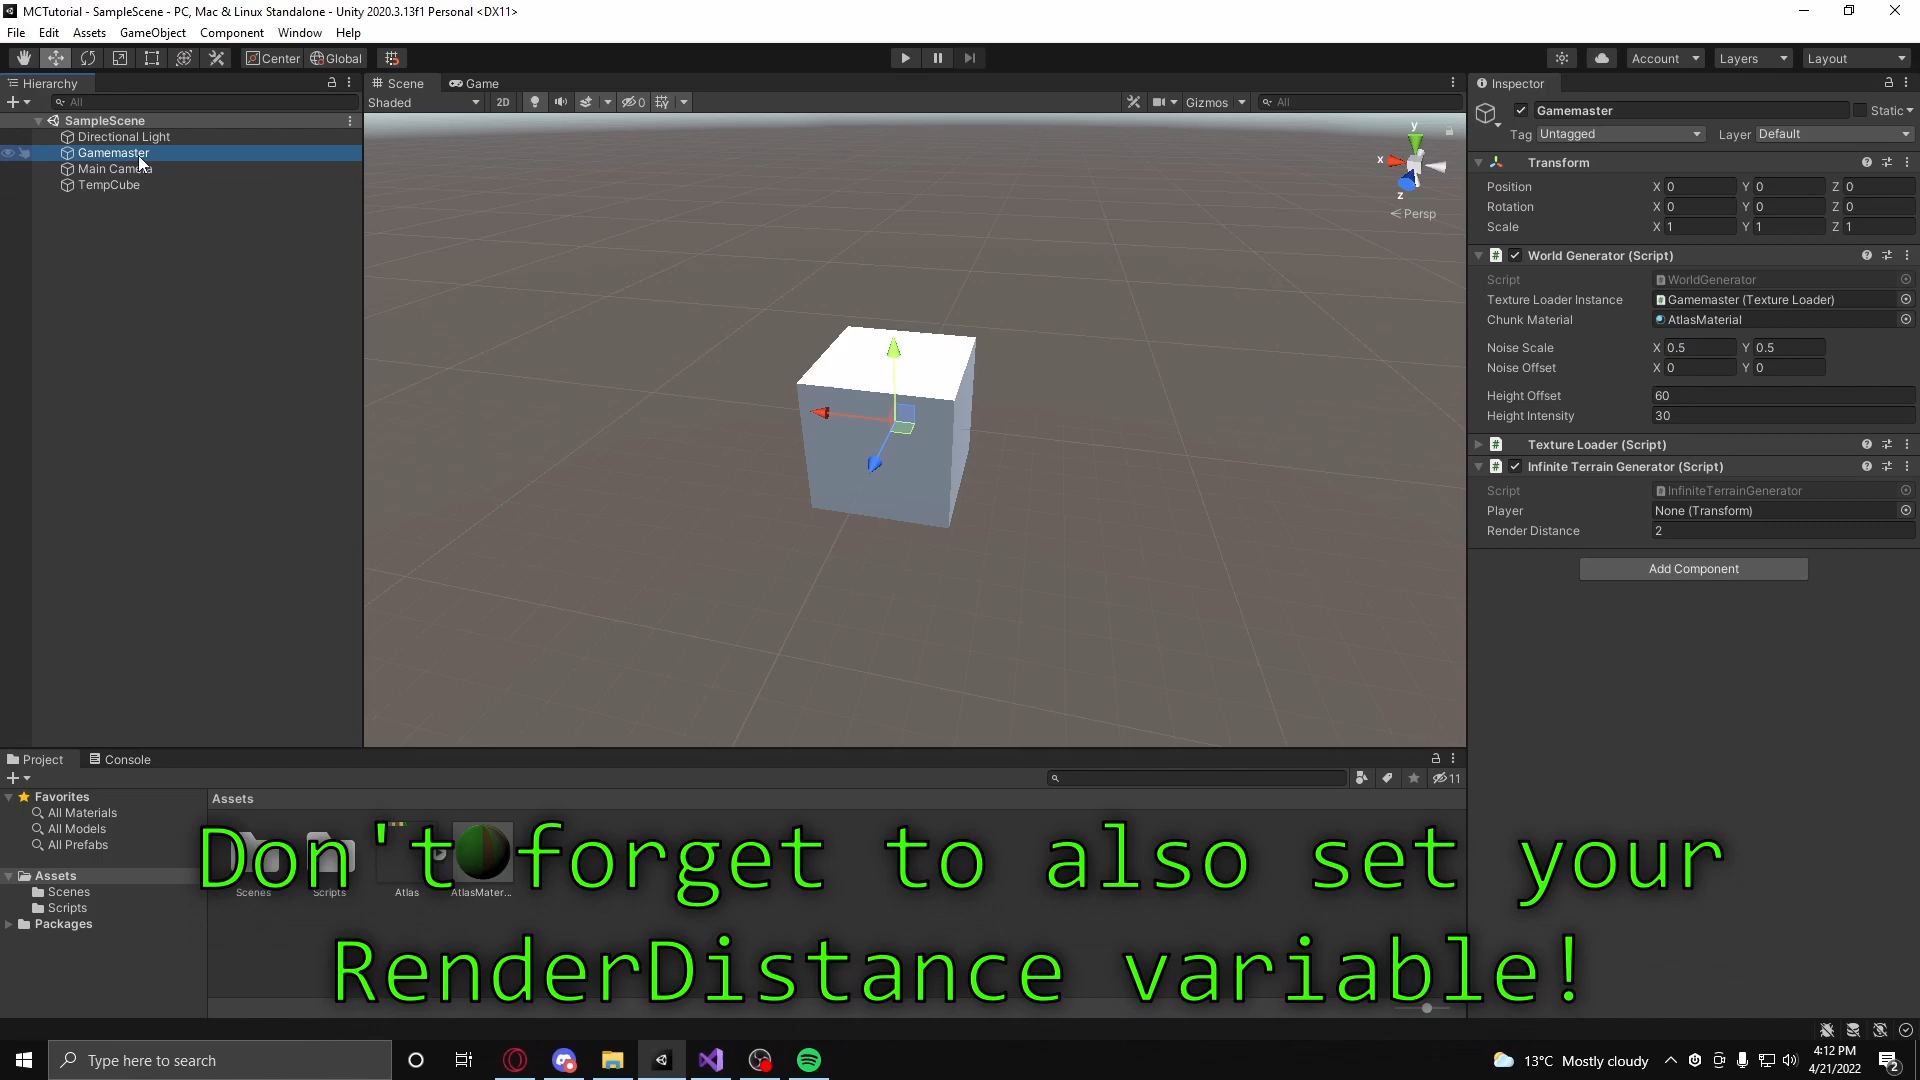 MCTutorial - SampleScene - PC, Mac & Linux Standalone - Unity 2020.3.13f1 Personal <DX11>
File Edit Assets GameObject Component Window Help
Center Global
Account Layers Layout
Hierarchy
All
SampleScene
Directional Light
Gamemaster
Main Camera
TempCube
Scene Game
Shaded 2D 0 Gizmos All
y
x
z
Persp
Inspector
Gamemaster Static
Tag Untagged Layer Default
Transform
Position X 0 Y 0 Z 0
Rotation X 0 Y 0 Z 0
Scale X 1 Y 1 Z 1
World Generator (Script)
Script WorldGenerator
Texture Loader Instance Gamemaster (Texture Loader)
Chunk Material AtlasMaterial
Noise Scale X 0.5 Y 0.5
Noise Offset X 0 Y 0
Height Offset 60
Height Intensity 30
Texture Loader (Script)
Infinite Terrain Generator (Script)
Script InfiniteTerrainGenerator
Player None (Transform)
Render Distance 2
Add Component
Project Console
11
Favorites
All Materials
All Models
All Prefabs
Assets
Scenes
Scripts
Packages
Assets
Scenes Scripts Atlas AtlasMater...
Don't forget to also set your
RenderDistance variable!
Type here to search
13°C Mostly cloudy
4:12 PM
4/21/2022
2